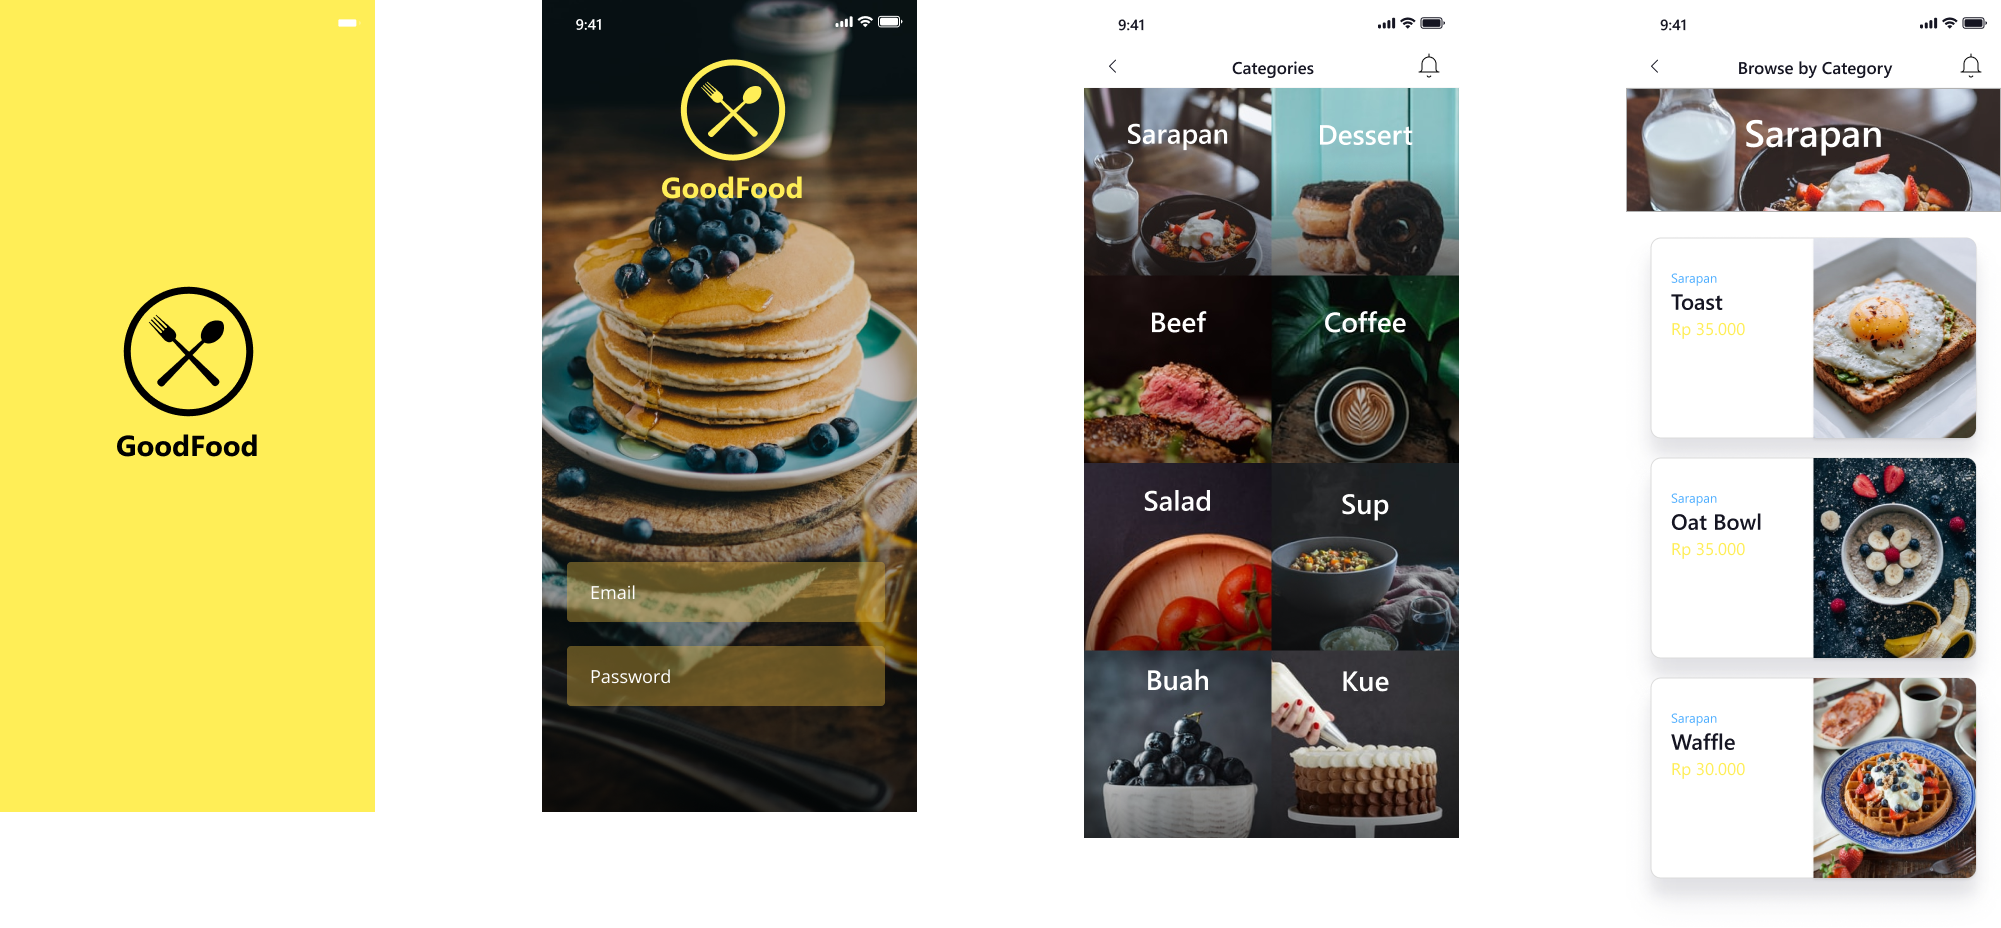 GoodFood
9:41
GoodFood
Email
Password
9:41
Categories
Sarapan
Dessert
Beef
Coffee
Salad
Sup
Buah
Kue
9:41
Browse by Category
Sarapan
Sarapan
Toast
Rp 35.000
Sarapan
Oat Bowl
Rp 35.000
Sarapan
Waffle
Rp 30.000